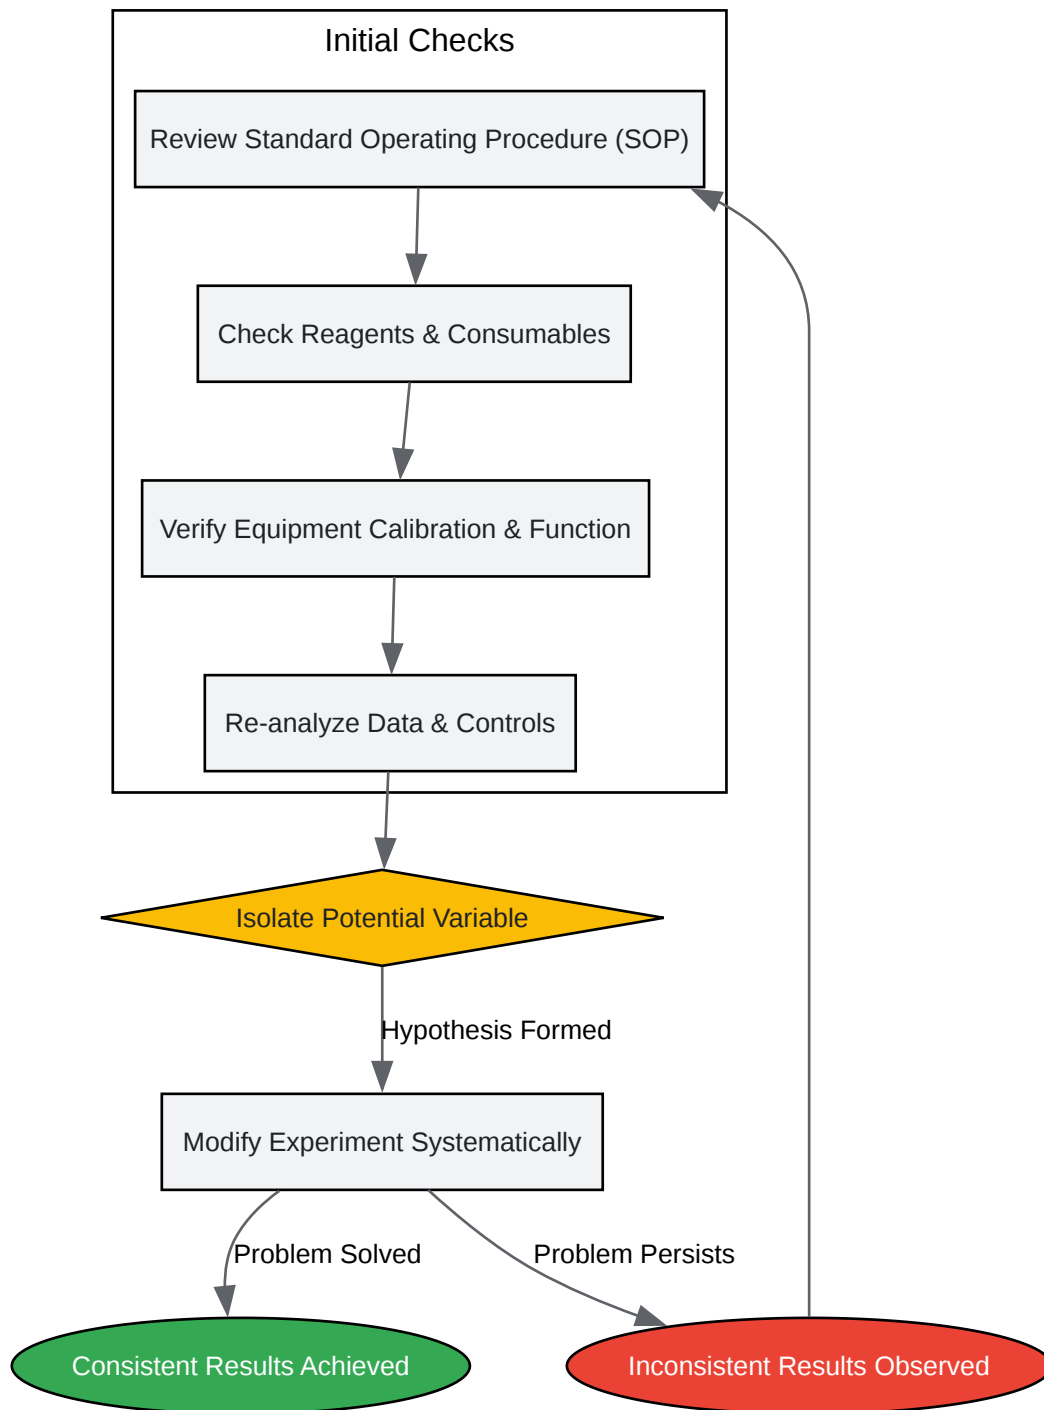 Initial Checks
Review Standard Operating Procedure (SOP)
Check Reagents & Consumables
Verify Equipment Calibration & Function
Re-analyze Data & Controls
Isolate Potential Variable
Hypothesis Formed
Modify Experiment Systematically
Problem Solved
Problem Persists
Consistent Results Achieved
Inconsistent Results Observed